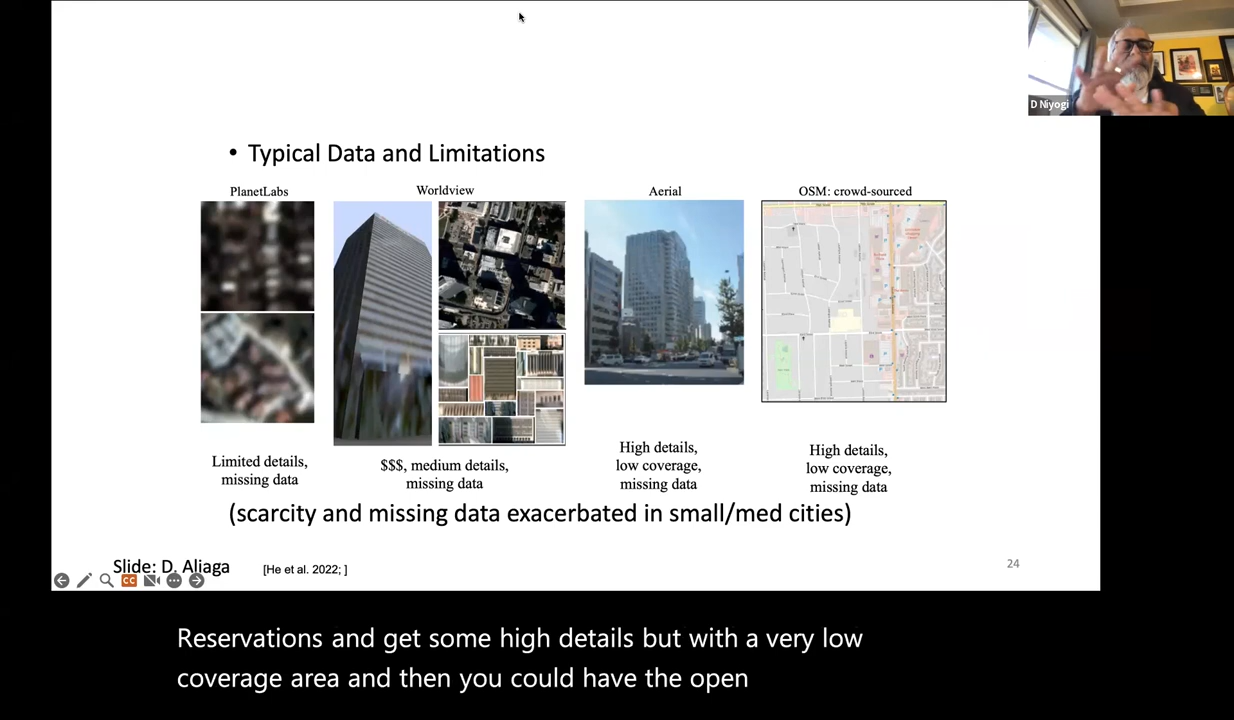 D Niyogi
• Typical Data and Limitations
PlanetLabs
Worldview
Aerial
OSM: crowd-sourced
Limited details,
missing data
$$$, medium details,
missing data
High details,
low coverage,
missing data
High details,
low coverage,
missing data
(scarcity and missing data exacerbated in small/med cities)
Slide: D. Aliaga
[He et al. 2022; ]
24
CC
Reservations and get some high details but with a very low
coverage area and then you could have the open